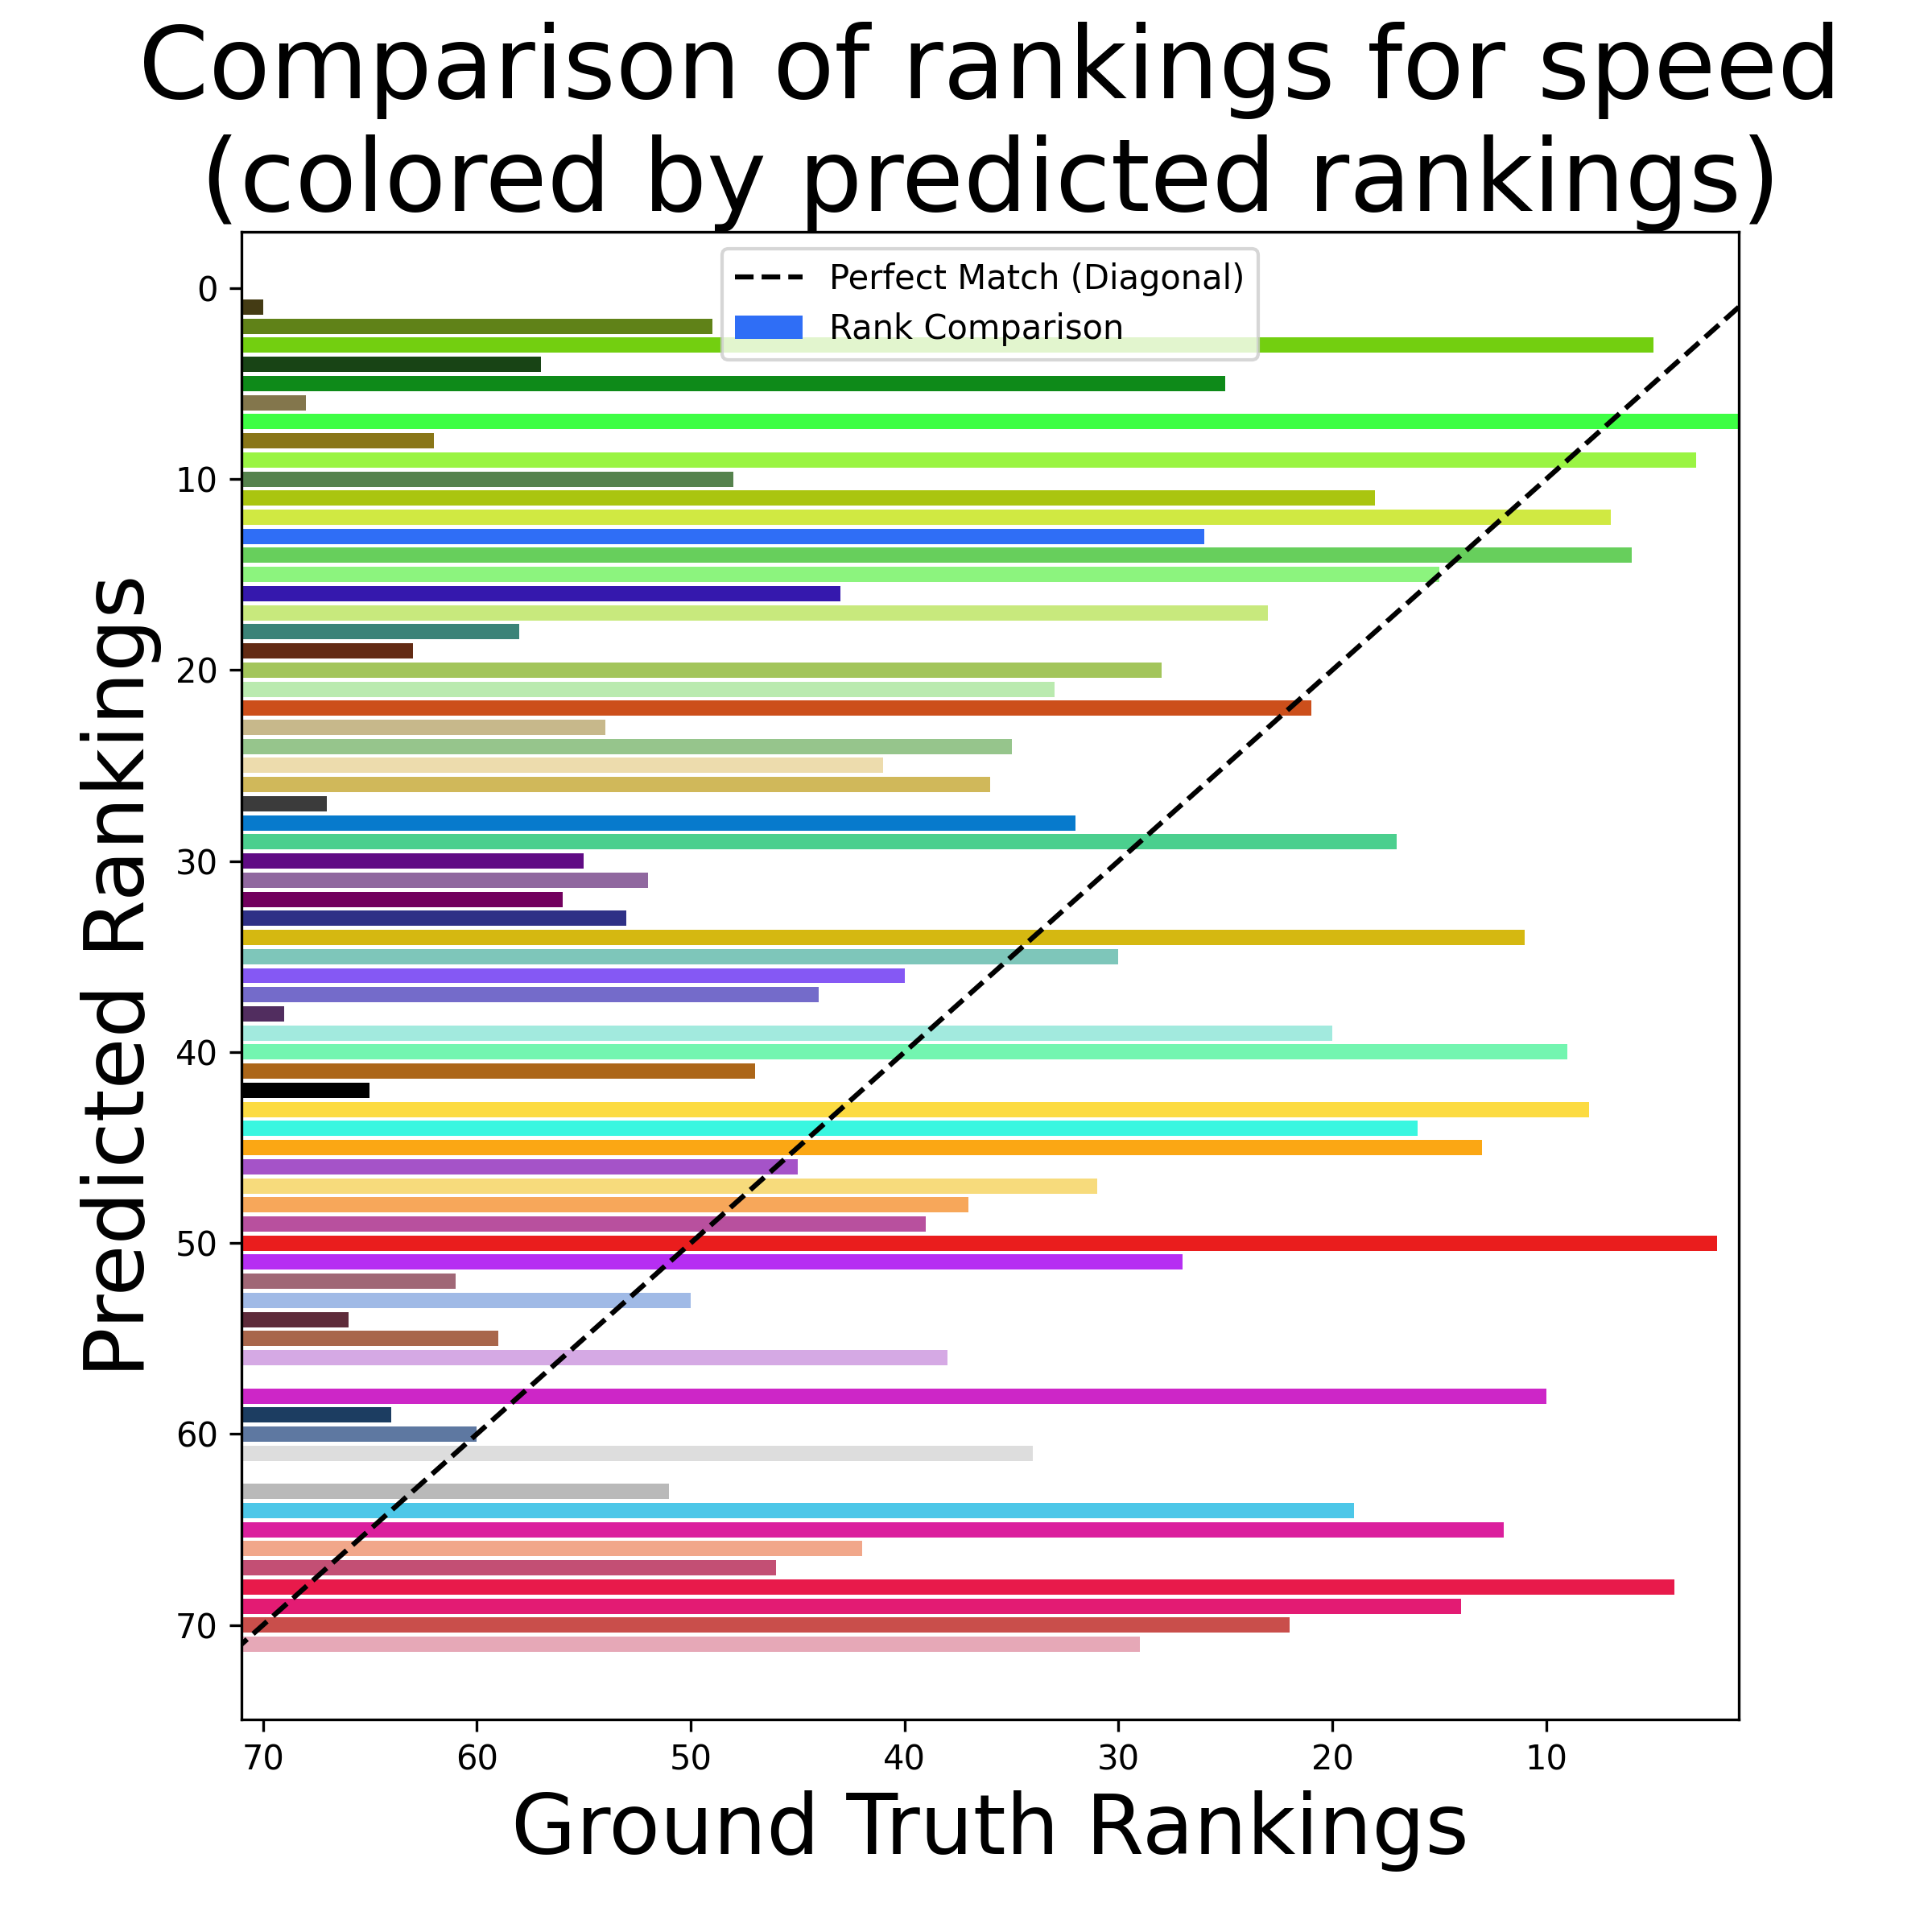 Comparison of rankings for speed
(colored by predicted rankings)
Perfect Match (Diagonal)
Rank Comparison
Predicted Rankings
0
10
20
30
40
50
60
70
70 60 50 40 30 20 10
Ground Truth Rankings